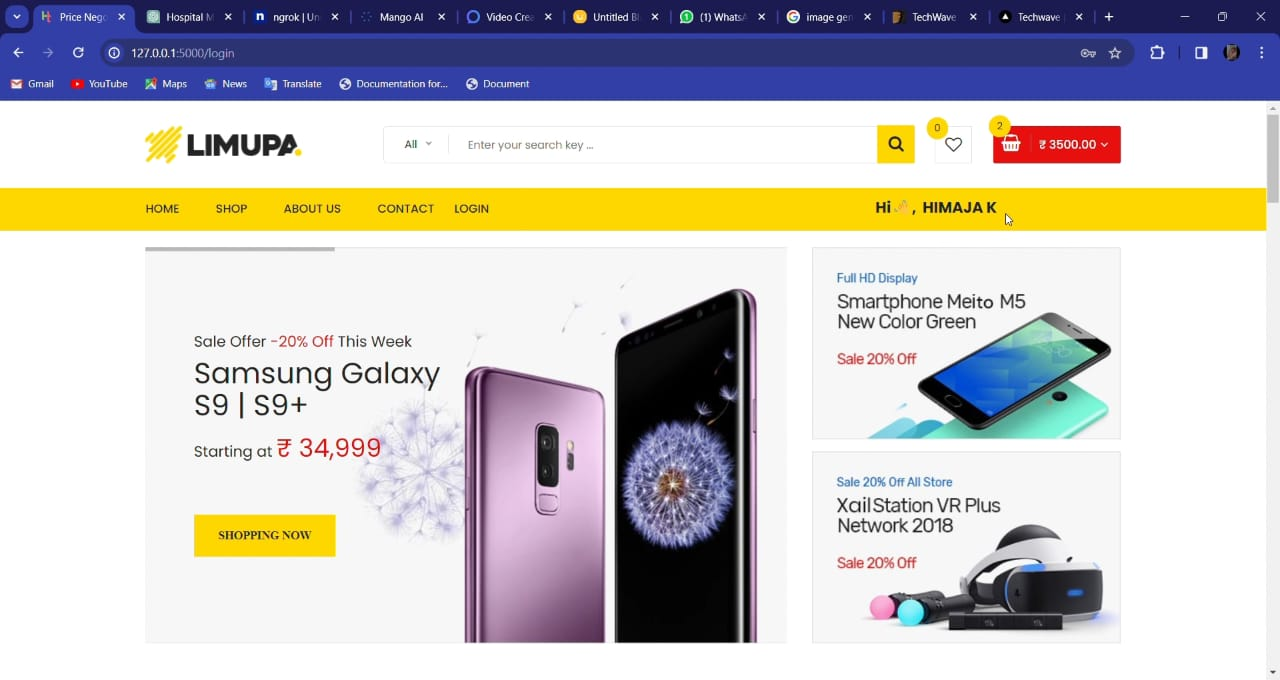 Price Nego
Hospital M
ngrok | Un
Mango AI
Video Crea
Untitled Bl
(1) WhatsA
image gen
TechWave
Techwave
127.0.0.1:5000/login
Gmail
YouTube
Maps
News
Translate
Documentation for...
Document
LIMUPA.
All
Enter your search key ...
0
2
₹ 3500.00
HOME
SHOP
ABOUT US
CONTACT
LOGIN
Hi 👋, HIMAJA K
Sale Offer -20% Off This Week
Samsung Galaxy
S9 | S9+
Starting at ₹ 34,999
SHOPPING NOW
Full HD Display
Smartphone Meito M5
New Color Green
Sale 20% Off
Sale 20% Off All Store
Xail Station VR Plus
Network 2018
Sale 20% Off